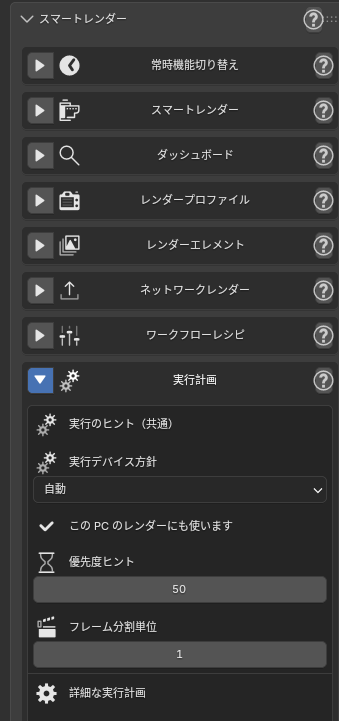 スマートレンダー
常時機能切り替え
スマートレンダー
ダッシュボード
レンダープロファイル
レンダーエレメント
ネットワークレンダー
ワークフローレシピ
実行計画
実行のヒント（共通）
実行デバイス方針
自動
この PC のレンダーにも使います
優先度ヒント
50
フレーム分割単位
1
詳細な実行計画